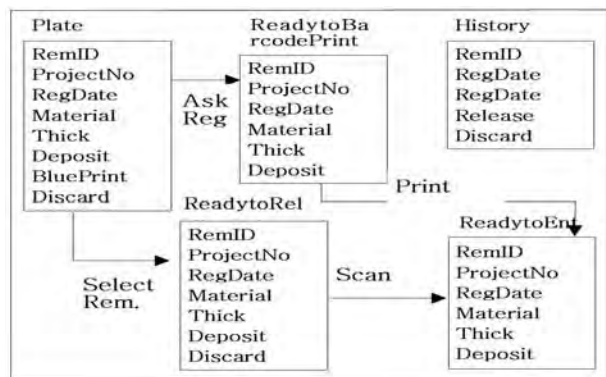 Plate
RemID
ProjectNo
RegDate
Material
Thick
Deposit
BluePrint
Discard
Ask
Reg
ReadytoBa
rcodePrint
RemID
ProjectNo
RegDate
Material
Thick
Deposit
History
RemID
RegDate
RegDate
Release
Discard
Print
Select
Rem.
ReadytoRel
RemID
ProjectNo
RegDate
Material
Thick
Deposit
Discard
Scan
ReadytoEnt
RemID
ProjectNo
RegDate
Material
Thick
Deposit